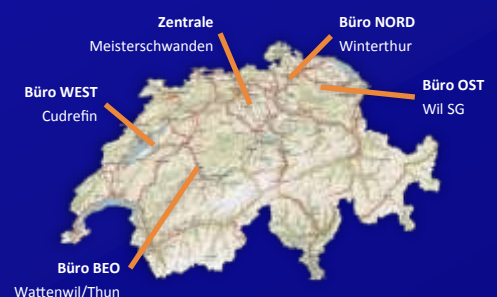 Zentrale
Meisterschwanden
Büro NORD
Winterthur
Büro WEST
Cudrefin
Büro OST
Wil SG
Büro BEO
Wattenwil/Thun